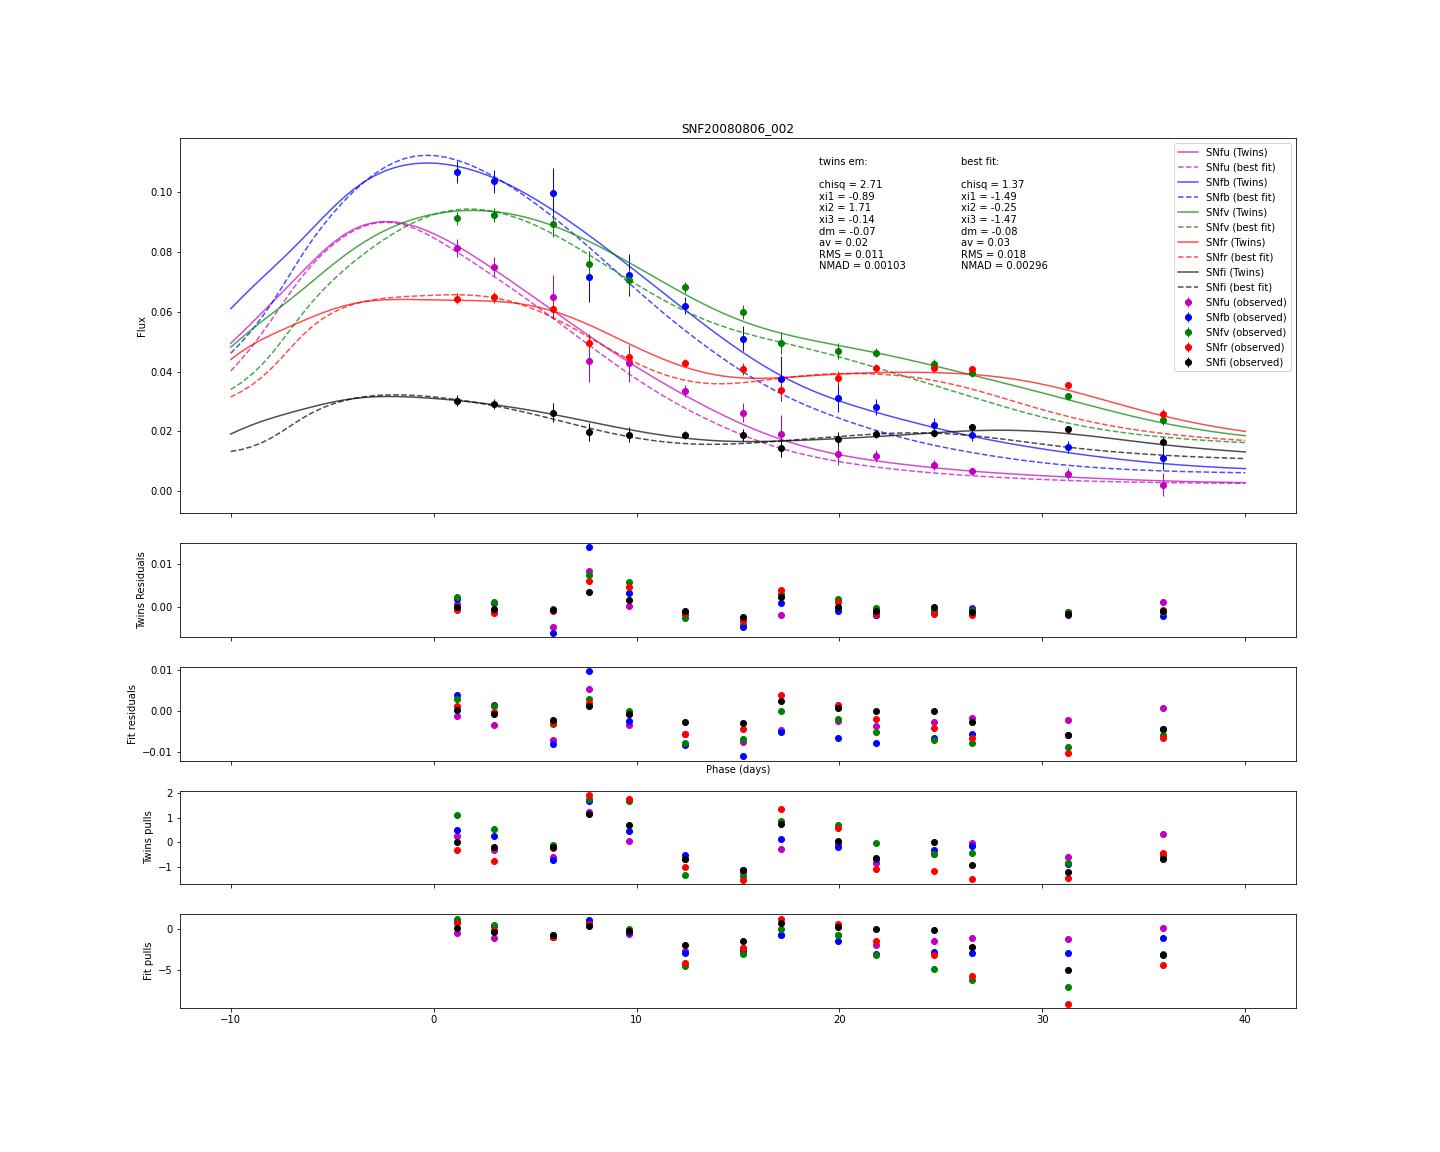 SNF20080806_002
twins em:
chisq = 2.71
xi1 = -0.89
xi2 = 1.71
xi3 = -0.14
dm = -0.07
av = 0.02
RMS = 0.011
NMAD = 0.00103
best fit:
chisq = 1.37
xi1 = -1.49
xi2 = -0.25
xi3 = -1.47
dm = -0.08
av = 0.03
RMS = 0.018
NMAD = 0.00296
SNfu (Twins)
SNfu (best fit)
SNfb (Twins)
SNfb (best fit)
SNfv (Twins)
SNfv (best fit)
SNfr (Twins)
SNfr (best fit)
SNfi (Twins)
SNfi (best fit)
SNfu (observed)
SNfb (observed)
SNfv (observed)
SNfr (observed)
SNfi (observed)
Flux
0.10
0.08
0.06
0.04
0.02
0.00
Twins Residuals
0.01
0.00
Fit residuals
0.01
0.00
−0.01
Phase (days)
Twins pulls
2
1
0
−1
Fit pulls
0
−5
−10
0
10
20
30
40